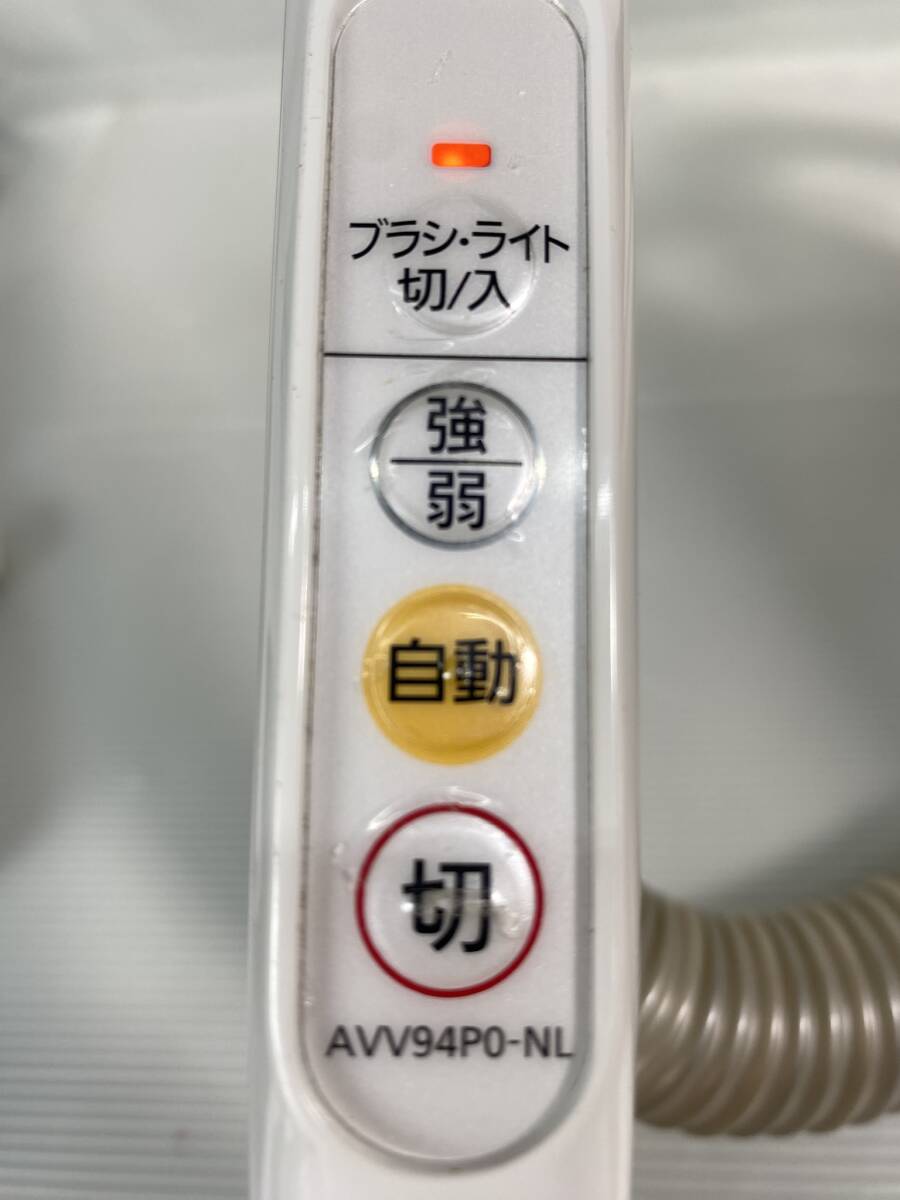 ブラシ・ライト
切/入
強
弱
自動
切
AVV94P0-NL